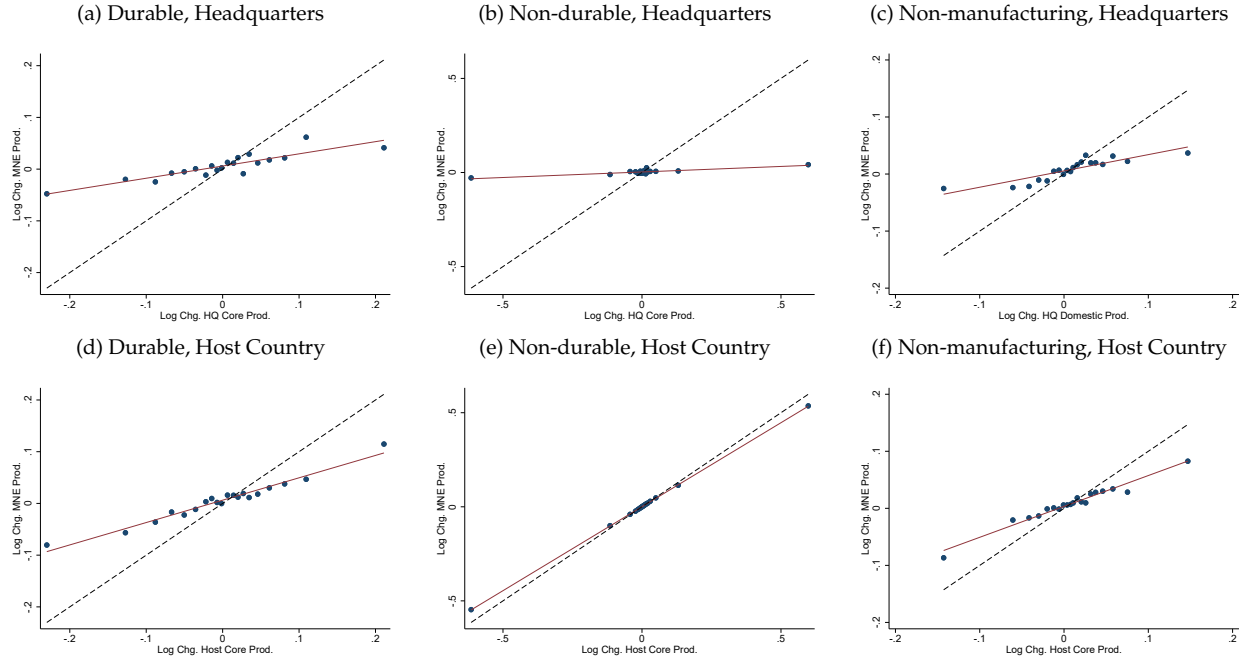 (a) Durable, Headquarters
(b) Non-durable, Headquarters
(c) Non-manufacturing, Headquarters
Log Chg. MNE Prod.
.2
.1
0
-.1
-.2
-.2
-.1
0
.1
.2
Log Chg. HQ Core Prod.
Log Chg. MNE Prod.
.5
0
-.5
-.5
0
.5
Log Chg. HQ Core Prod.
Log Chg. MNE Prod.
.2
.1
0
-.1
-.2
-.2
-.1
0
.1
.2
Log Chg. HQ Domestic Prod.
(d) Durable, Host Country
(e) Non-durable, Host Country
(f) Non-manufacturing, Host Country
Log Chg. MNE Prod.
.2
.1
0
-.1
-.2
-.2
-.1
0
.1
.2
Log Chg. Host Core Prod.
Log Chg. MNE Prod.
.5
0
-.5
-.5
0
.5
Log Chg. Host Core Prod.
Log Chg. MNE Prod.
.2
.1
0
-.1
-.2
-.2
-.1
0
.1
.2
Log Chg. Host Core Prod.